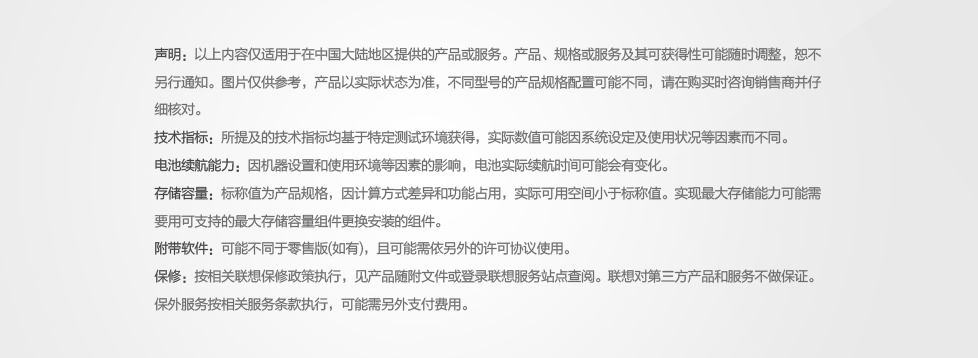 声明：以上内容仅适用于在中国大陆地区提供的产品或服务。产品、规格或服务及其可获得性可能随时调整，恕不
另行通知。图片仅供参考，产品以实际状态为准，不同型号的产品规格配置可能不同，请在购买时咨询销售商并仔
细核对。
技术指标：所提及的技术指标均基于特定测试环境获得，实际数值可能因系统设定及使用状况等因素而不同。
电池续航能力：因机器设置和使用环境等因素的影响，电池实际续航时间可能会有变化。
存储容量：标称值为产品规格，因计算方式差异和功能占用，实际可用空间小于标称值。实现最大存储能力可能需
要用可支持的最大存储容量组件更换安装的组件。
附带软件：可能不同于零售版(如有)，且可能需依另外的许可协议使用。
保修：按相关联想保修政策执行，见产品随附文件或登录联想服务站点查阅。联想对第三方产品和服务不做保证。
保外服务按相关服务条款执行，可能需另外支付费用。